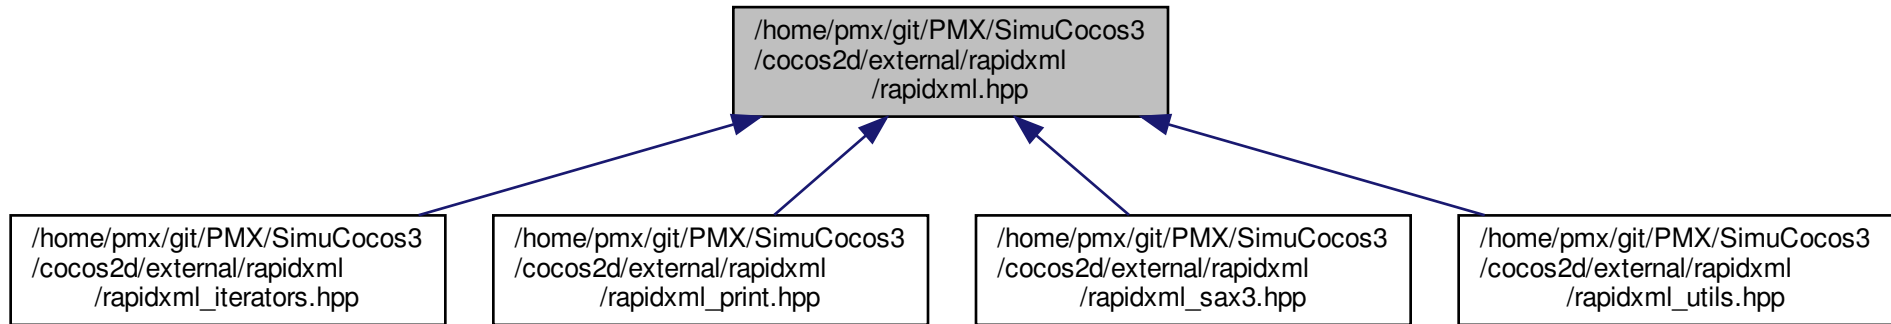 /home/pmx/git/PMX/SimuCocos3
/cocos2d/external/rapidxml
/rapidxml.hpp
/home/pmx/git/PMX/SimuCocos3
/cocos2d/external/rapidxml
/rapidxml_iterators.hpp
/home/pmx/git/PMX/SimuCocos3
/cocos2d/external/rapidxml
/rapidxml_print.hpp
/home/pmx/git/PMX/SimuCocos3
/cocos2d/external/rapidxml
/rapidxml_sax3.hpp
/home/pmx/git/PMX/SimuCocos3
/cocos2d/external/rapidxml
/rapidxml_utils.hpp